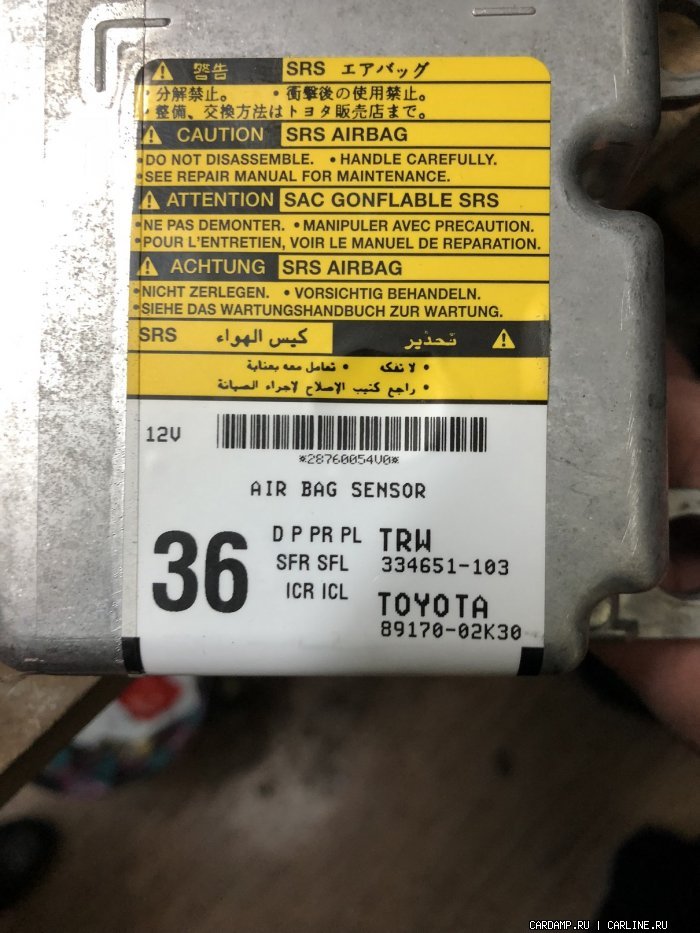 警告 SRS エアバッグ
・分解禁止。 ・衝撃後の使用禁止。
・整備、交換方法はトヨタ販売店まで。
CAUTION SRS AIRBAG
•DO NOT DISASSEMBLE. •HANDLE CAREFULLY.
•SEE REPAIR MANUAL FOR MAINTENANCE.
ATTENTION SAC GONFLABLE SRS
•NE PAS DEMONTER. •MANIPULER AVEC PRECAUTION.
•POUR L'ENTRETIEN, VOIR LE MANUEL DE REPARATION.
ACHTUNG SRS AIRBAG
•NICHT ZERLEGEN. •VORSICHTIG BEHANDELN.
•SIEHE DAS WARTUNGSHANDBUCH ZUR WARTUNG.
تحذير كيس الهواء SRS
• لا تفكه • تعامل معه بعناية
• راجع كتيب الإصلاح لاجراء الصيانة
12V
*28760054V0*
AIR BAG SENSOR
36
D P PR PL
SFR SFL
ICR ICL
TRW
334651-103
TOYOTA
89170-02K30
CARDAMP.RU | CARLINE.RU